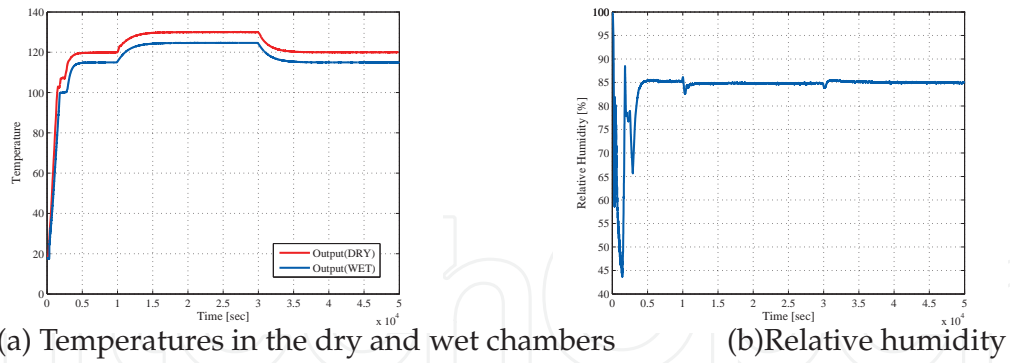 140
120
100
80
60
40
20
0
Temperature
Output(DRY)
Output(WET)
0 0.5 1 1.5 2 2.5 3 3.5 4 4.5 5
Time [sec]
x 10⁴
(a) Temperatures in the dry and wet chambers
100
95
90
85
80
75
70
65
60
55
50
45
40
Relative Humidity [%]
0 0.5 1 1.5 2 2.5 3 3.5 4 4.5 5
Time [sec]
x 10⁴
(b)Relative humidity